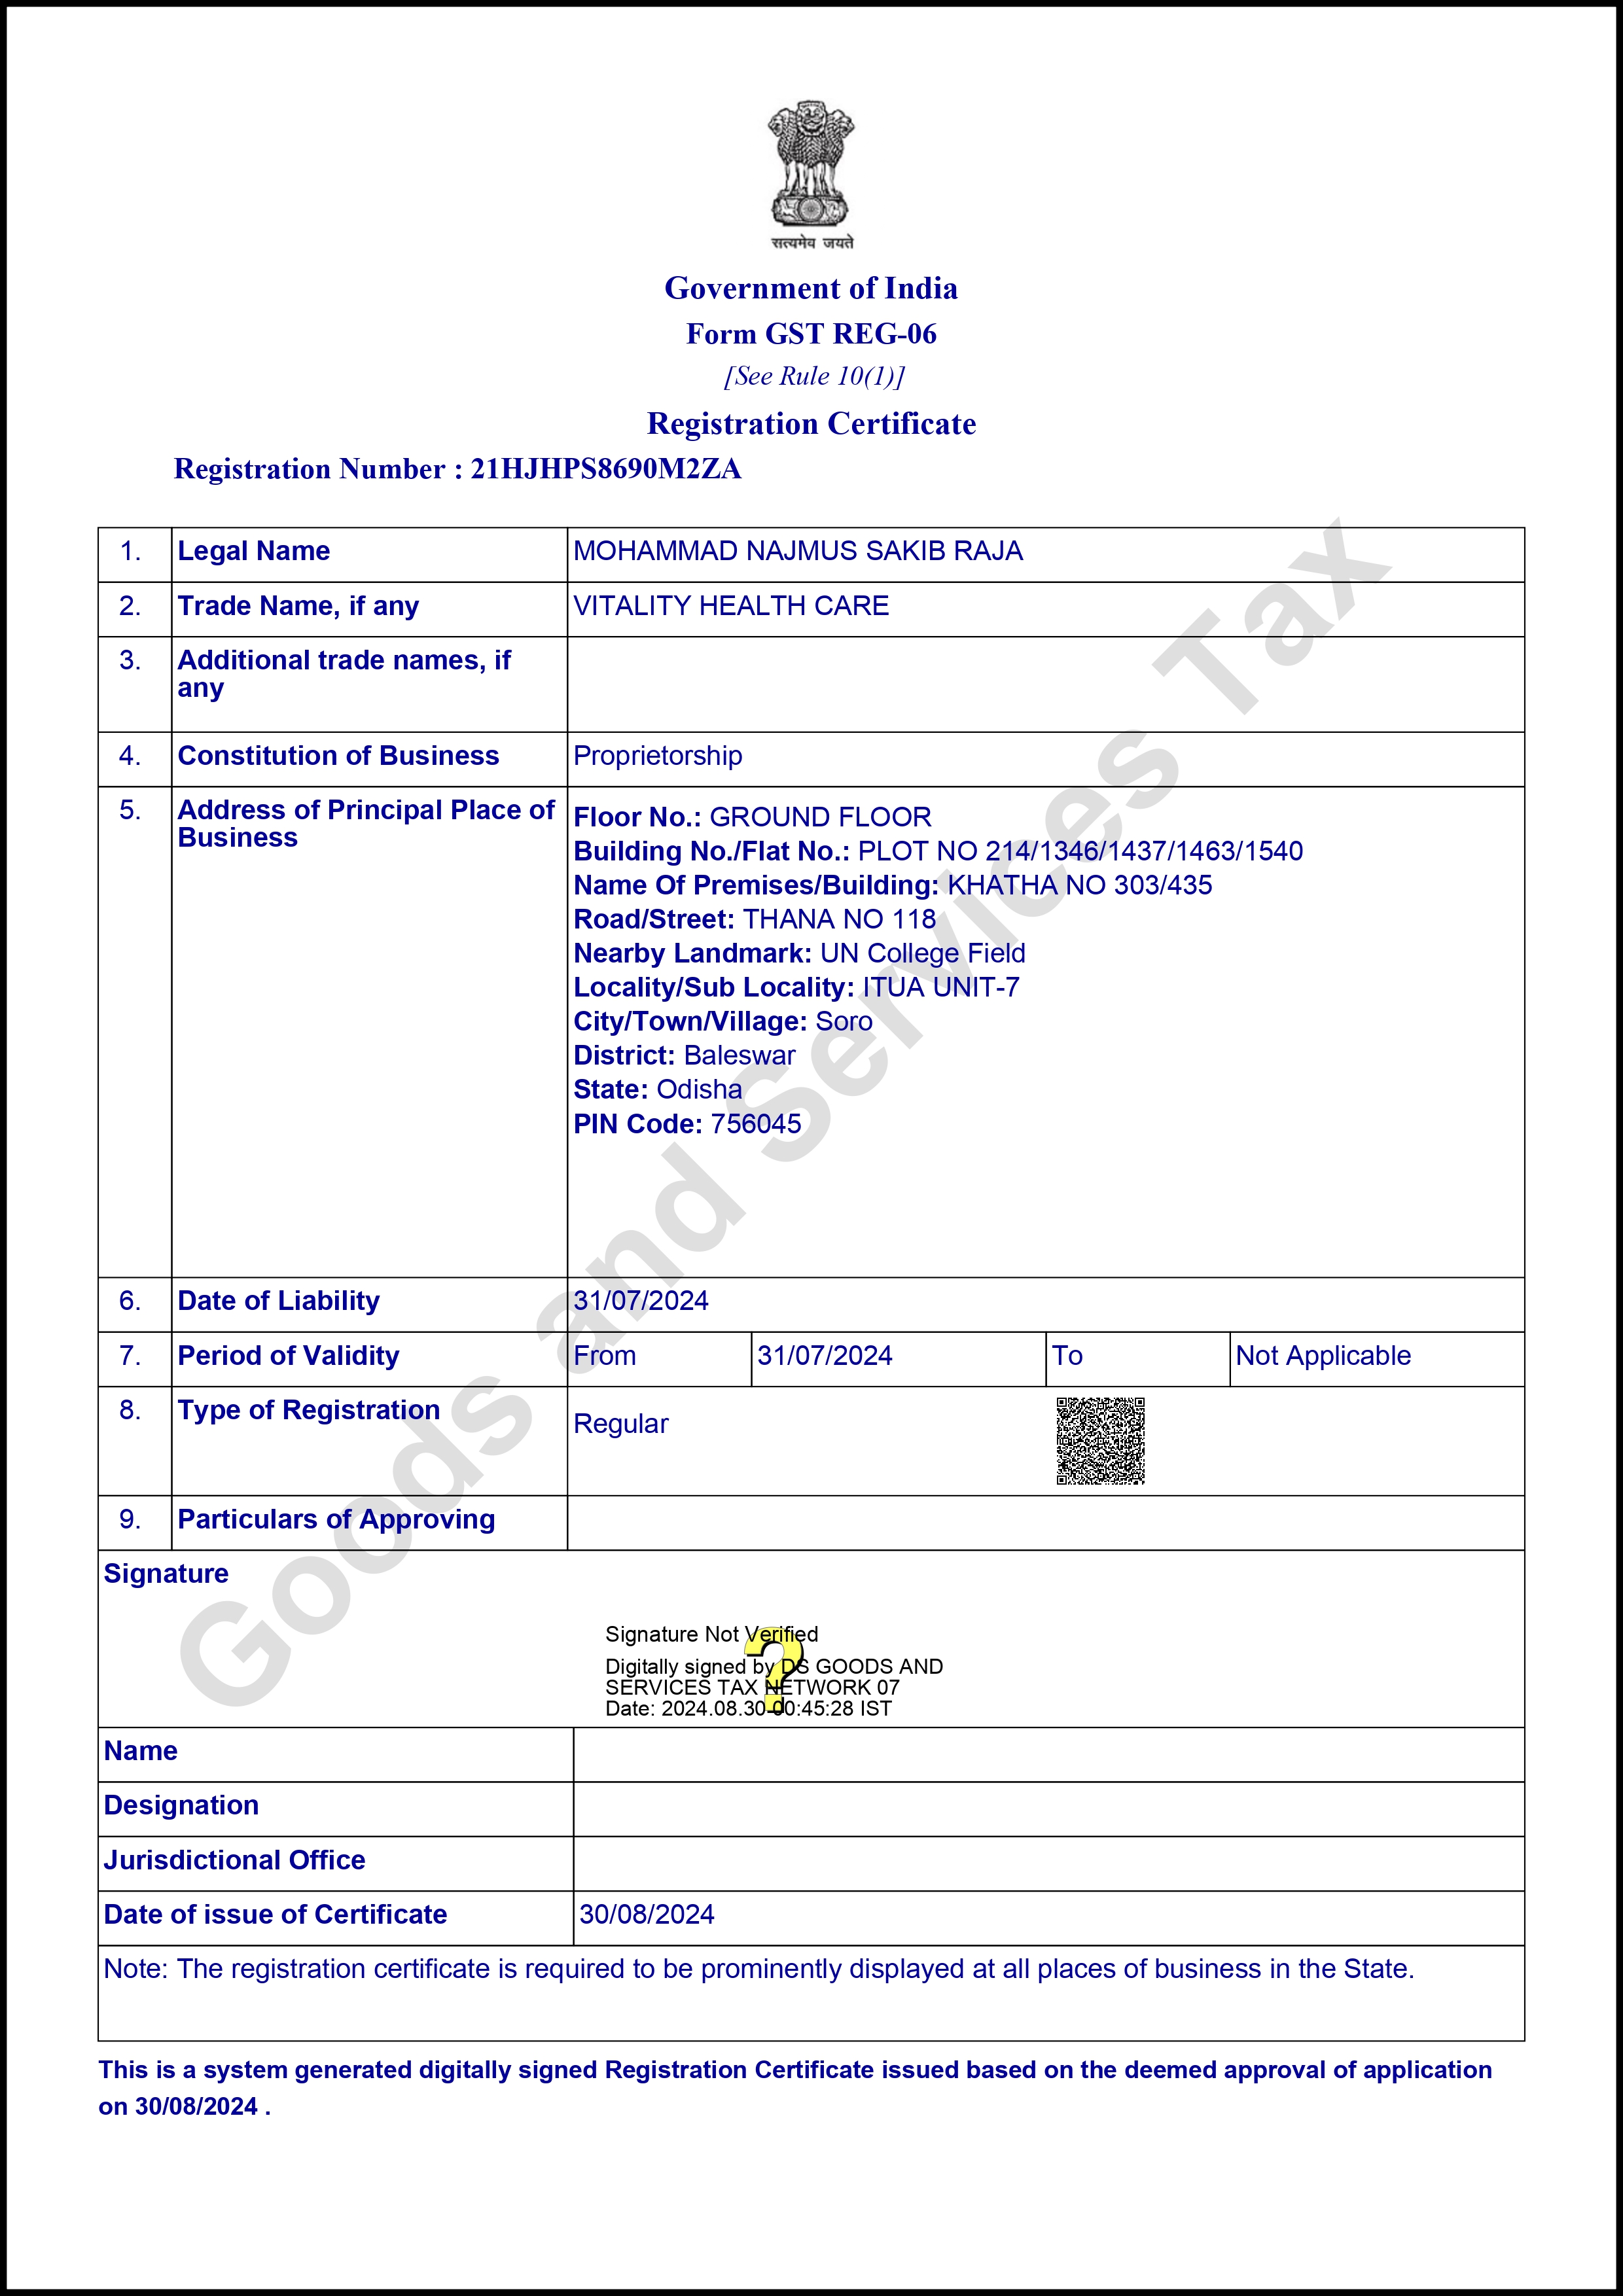 सत्यमेव जयते
Government of India
Form GST REG-06
[See Rule 10(1)]
Registration Certificate
Registration Number : 21HJHPS8690M2ZA
1. Legal Name MOHAMMAD NAJMUS SAKIB RAJA
2. Trade Name, if any VITALITY HEALTH CARE
3. Additional trade names, if
any
4. Constitution of Business Proprietorship
5. Address of Principal Place of
Business
Floor No.: GROUND FLOOR
Building No./Flat No.: PLOT NO 214/1346/1437/1463/1540
Name Of Premises/Building: KHATHA NO 303/435
Road/Street: THANA NO 118
Nearby Landmark: UN College Field
Locality/Sub Locality: ITUA UNIT-7
City/Town/Village: Soro
District: Baleswar
State: Odisha
PIN Code: 756045
6. Date of Liability 31/07/2024
7. Period of Validity From 31/07/2024 To Not Applicable
8. Type of Registration Regular
9. Particulars of Approving
Signature
Signature Not Verified
Digitally signed by DS GOODS AND
SERVICES TAX NETWORK 07
Date: 2024.08.30 00:45:28 IST
Name
Designation
Jurisdictional Office
Date of issue of Certificate 30/08/2024
Note: The registration certificate is required to be prominently displayed at all places of business in the State.
This is a system generated digitally signed Registration Certificate issued based on the deemed approval of application
on 30/08/2024 .
Goods and Services Tax